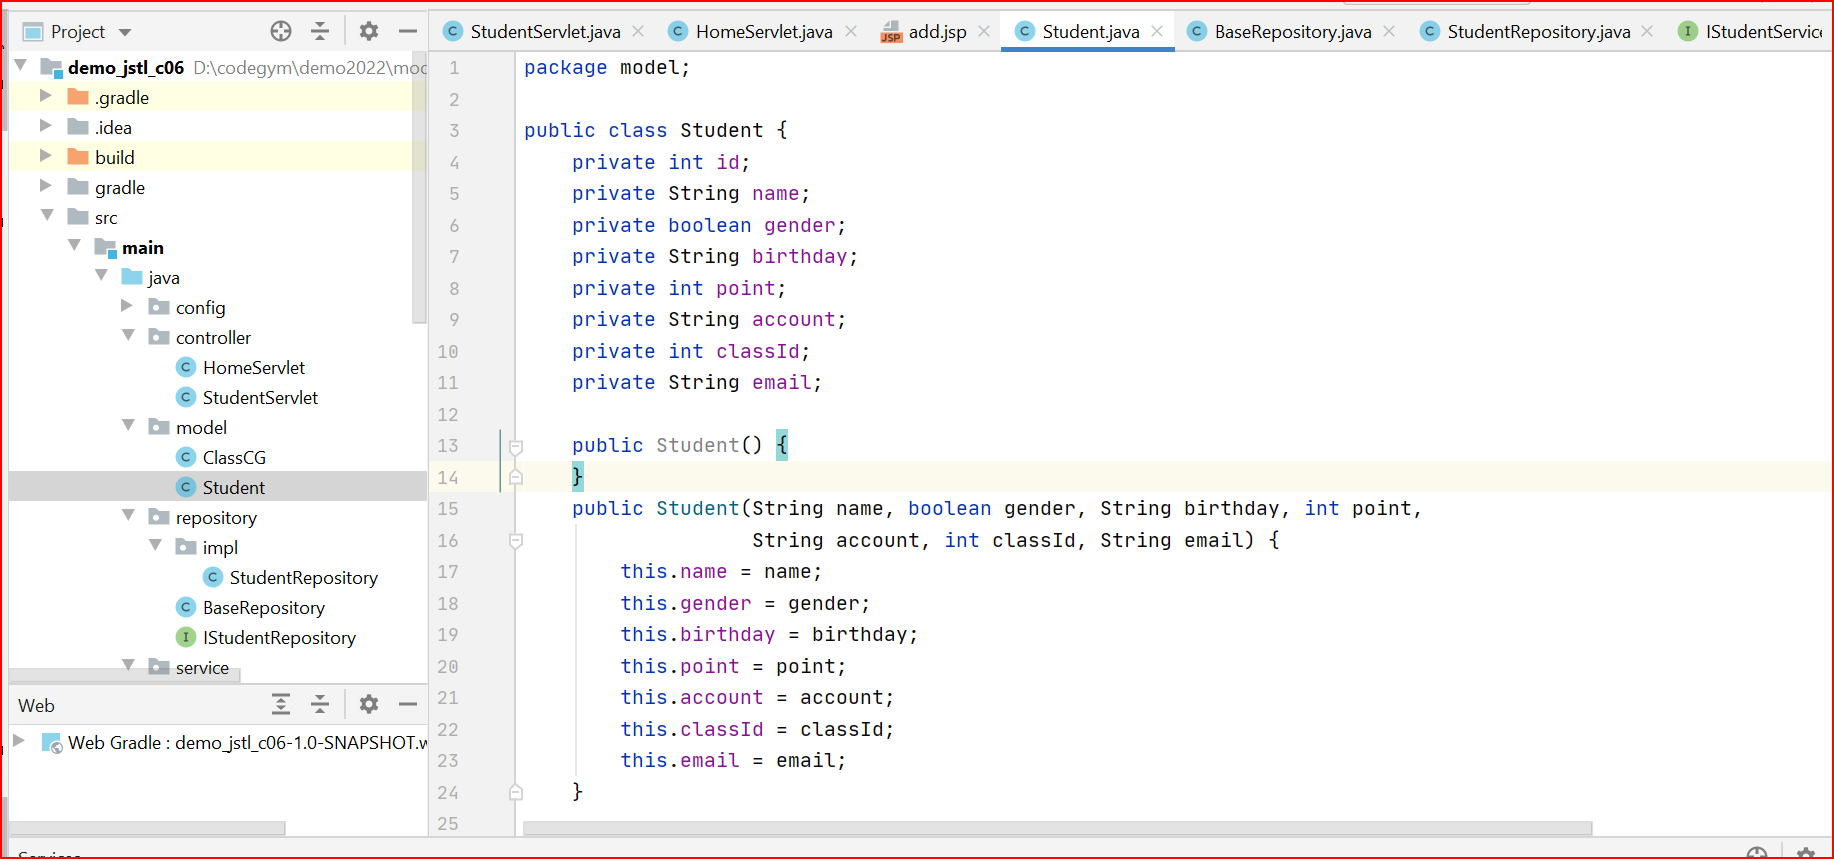 Project
StudentServlet.java
HomeServlet.java
JSP
add.jsp
Student.java
BaseRepository.java
StudentRepository.java
IStudentService
demo_jstl_c06 D:\codegym\demo2022\mod
.gradle
.idea
build
gradle
src
main
java
config
controller
C HomeServlet
C StudentServlet
model
C ClassCG
C Student
repository
impl
C StudentRepository
C BaseRepository
I IStudentRepository
service
Web
Web Gradle : demo_jstl_c06-1.0-SNAPSHOT.w
1 package model;
2
3 public class Student {
4 private int id;
5 private String name;
6 private boolean gender;
7 private String birthday;
8 private int point;
9 private String account;
10 private int classId;
11 private String email;
12
13 public Student() {
14 }
15 public Student(String name, boolean gender, String birthday, int point,
16 String account, int classId, String email) {
17 this.name = name;
18 this.gender = gender;
19 this.birthday = birthday;
20 this.point = point;
21 this.account = account;
22 this.classId = classId;
23 this.email = email;
24 }
25
Services